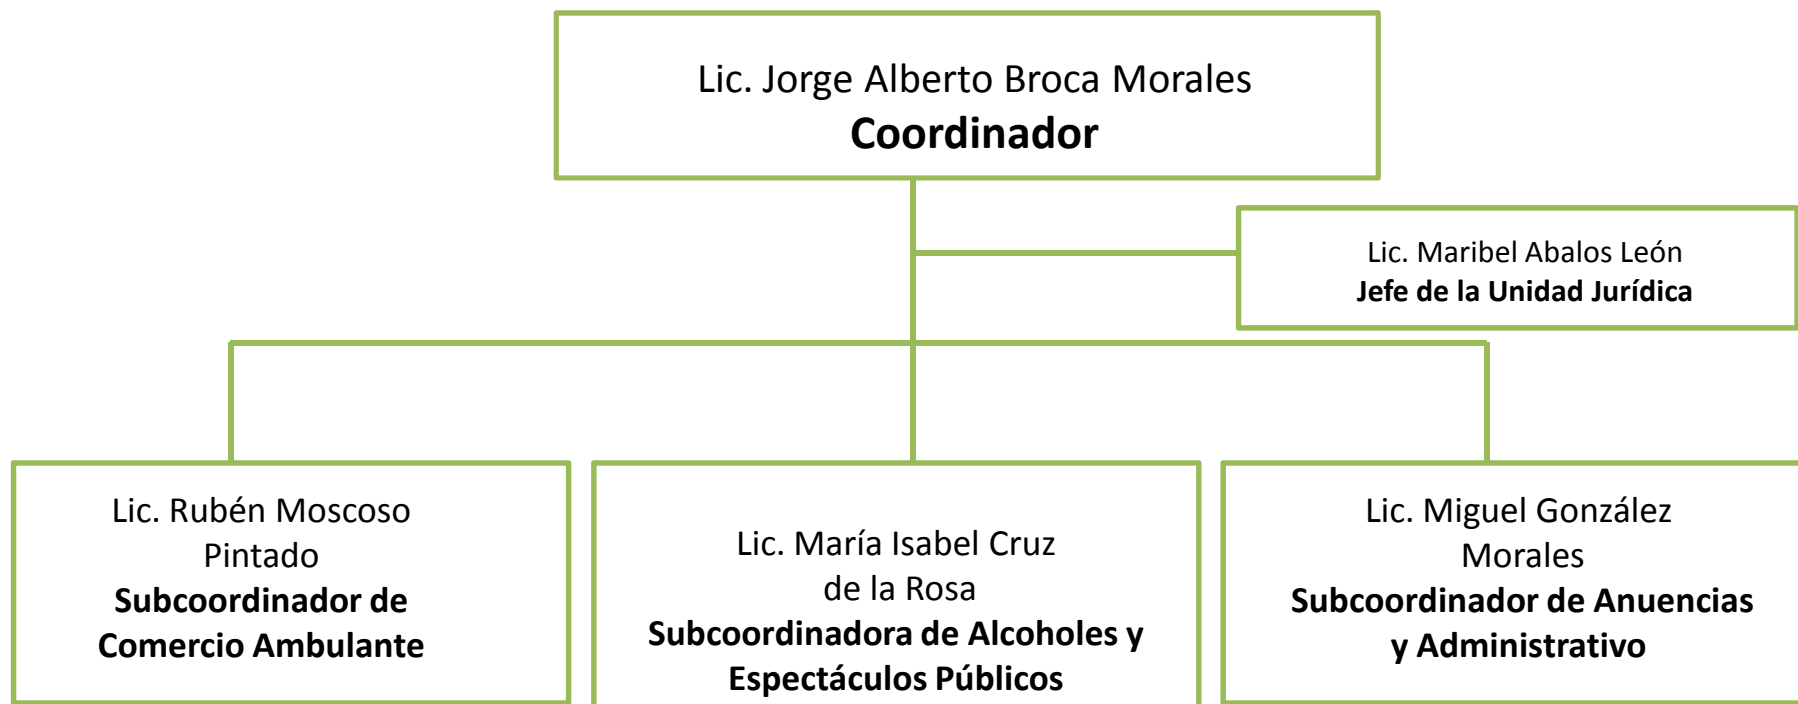 Lic. Jorge Alberto Broca Morales
Coordinador
Lic. Maribel Abalos León
Jefe de la Unidad Jurídica
Lic. Rubén Moscoso
Pintado
Subcoordinador de
Comercio Ambulante
Lic. María Isabel Cruz
de la Rosa
Subcoordinadora de Alcoholes y
Espectáculos Públicos
Lic. Miguel González
Morales
Subcoordinador de Anuencias
y Administrativo